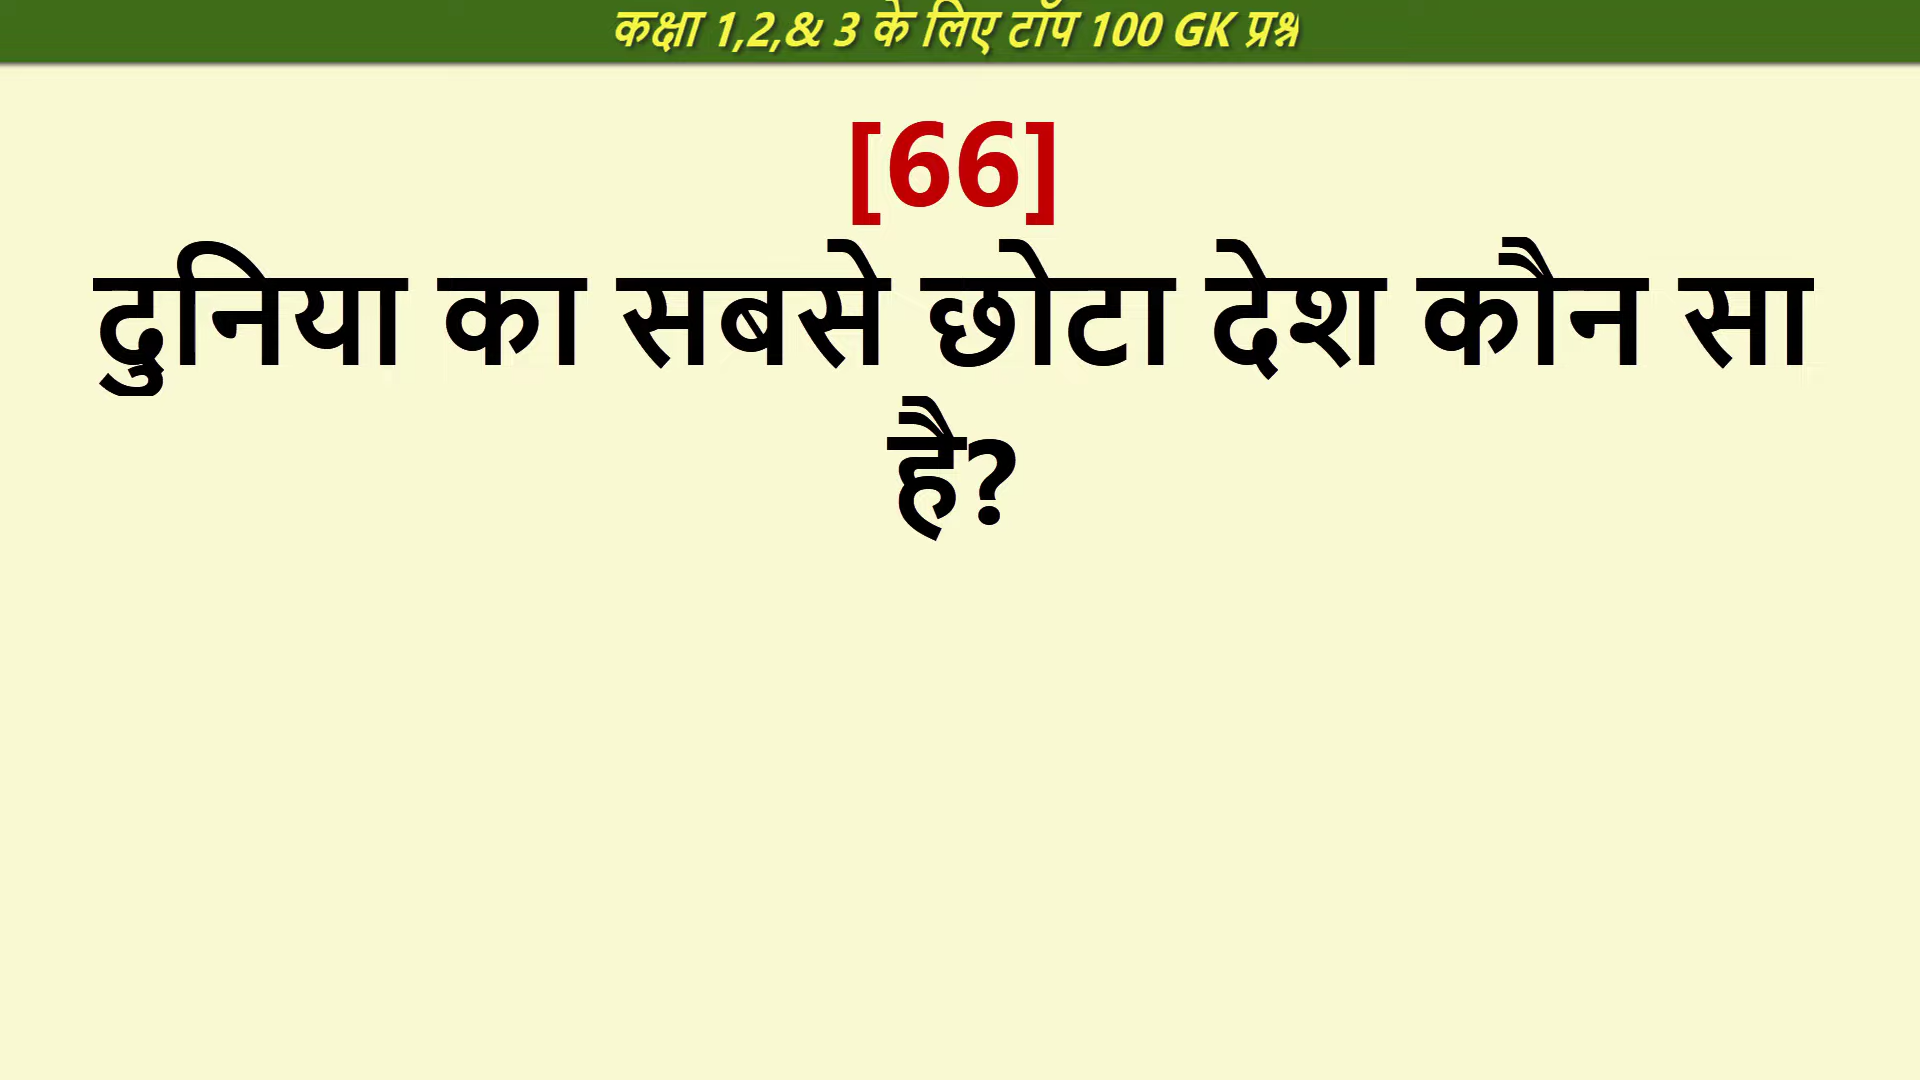 कक्षा 1,2,& 3 के लिए टॉप 100 GK प्रश्न
[66]
दुनिया का सबसे छोटा देश कौन सा
है?